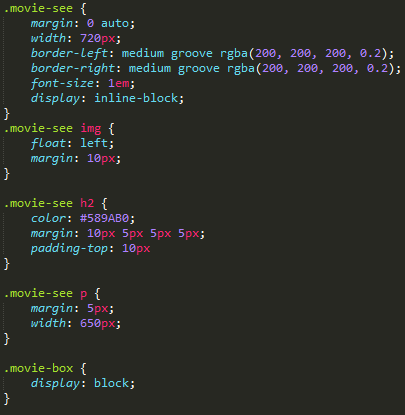 .movie-see {
margin: 0 auto;
width: 720px;
border-left: medium groove rgba(200, 200, 200, 0.2);
border-right: medium groove rgba(200, 200, 200, 0.2);
font-size: 1em;
display: inline-block;
}
.movie-see img {
float: left;
margin: 10px;
}
.movie-see h2 {
color: #589AB0;
margin: 10px 5px 5px 5px;
padding-top: 10px
}
.movie-see p {
margin: 5px;
width: 650px;
}
.movie-box {
display: block;
}